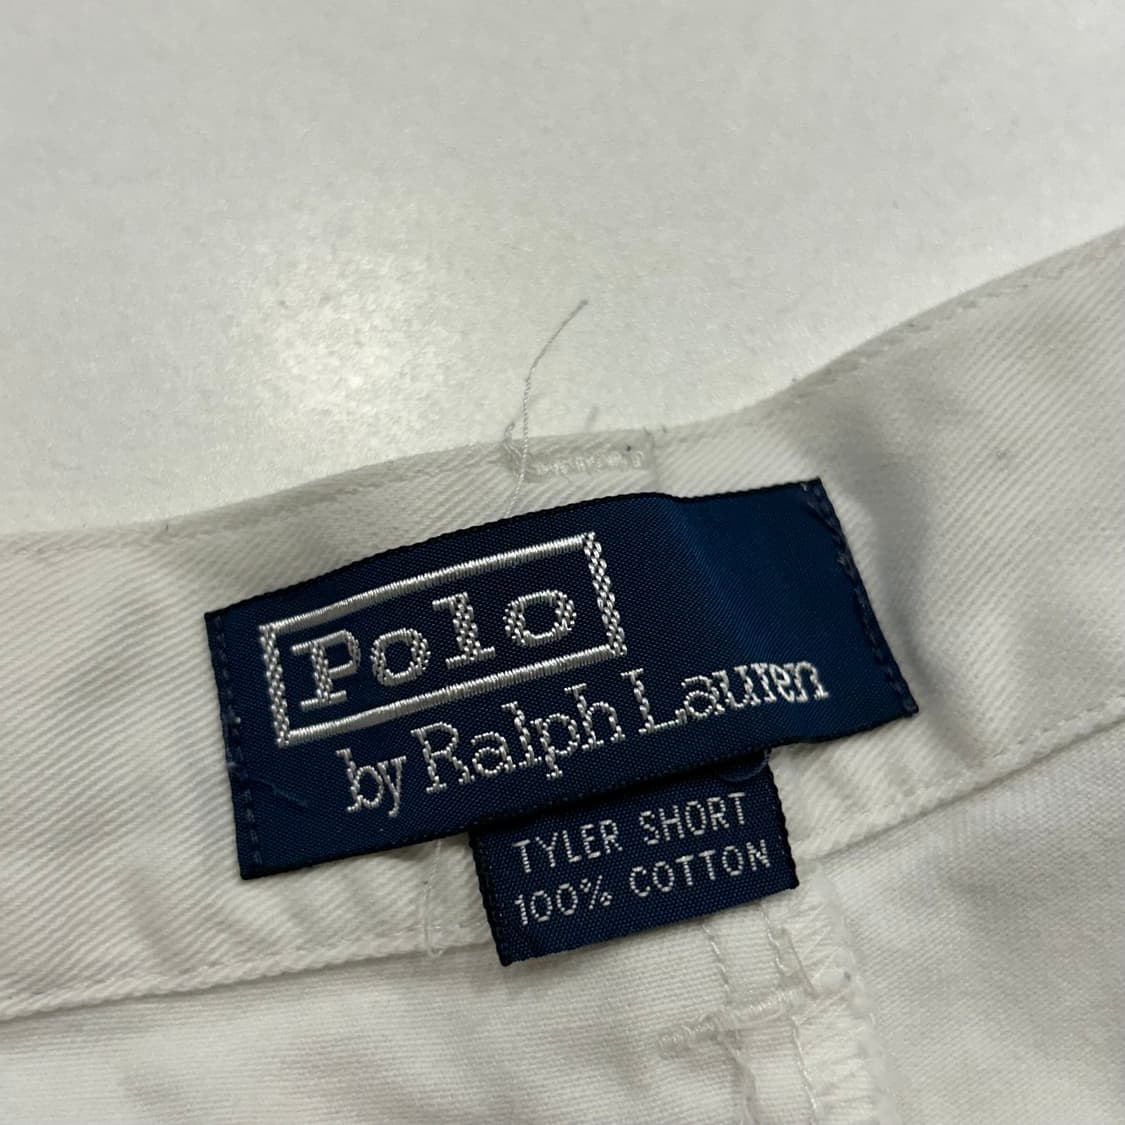 Polo
by Ralph Lauren
TYLER SHORT
100% COTTON